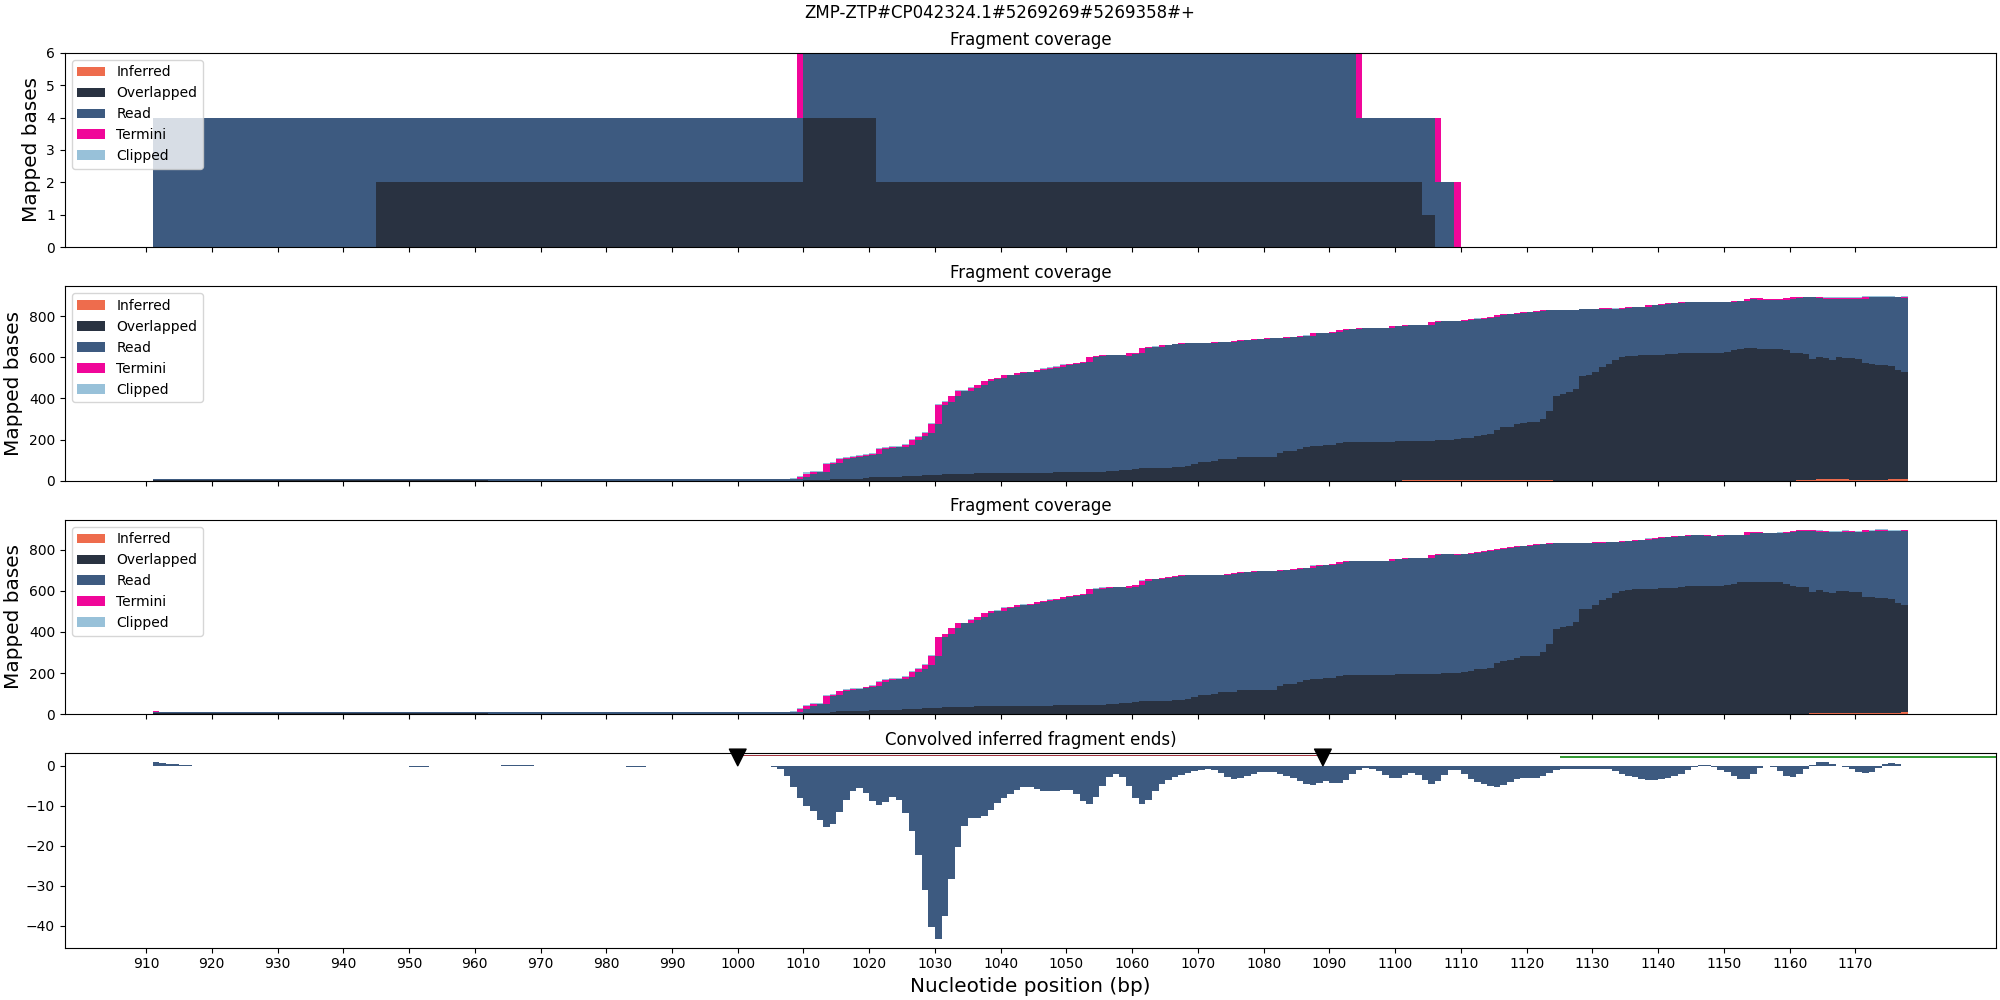 ZMP-ZTP#CP042324.1#5269269#5269358#+
Fragment coverage
Mapped bases
6
5
4
3
2
1
0
Inferred
Overlapped
Read
Termini
Clipped
Fragment coverage
Mapped bases
800
600
400
200
0
Inferred
Overlapped
Read
Termini
Clipped
Fragment coverage
Mapped bases
800
600
400
200
0
Inferred
Overlapped
Read
Termini
Clipped
Convolved inferred fragment ends)
0
−10
−20
−30
−40
910 920 930 940 950 960 970 980 990 1000 1010 1020 1030 1040 1050 1060 1070 1080 1090 1100 1110 1120 1130 1140 1150 1160 1170
Nucleotide position (bp)